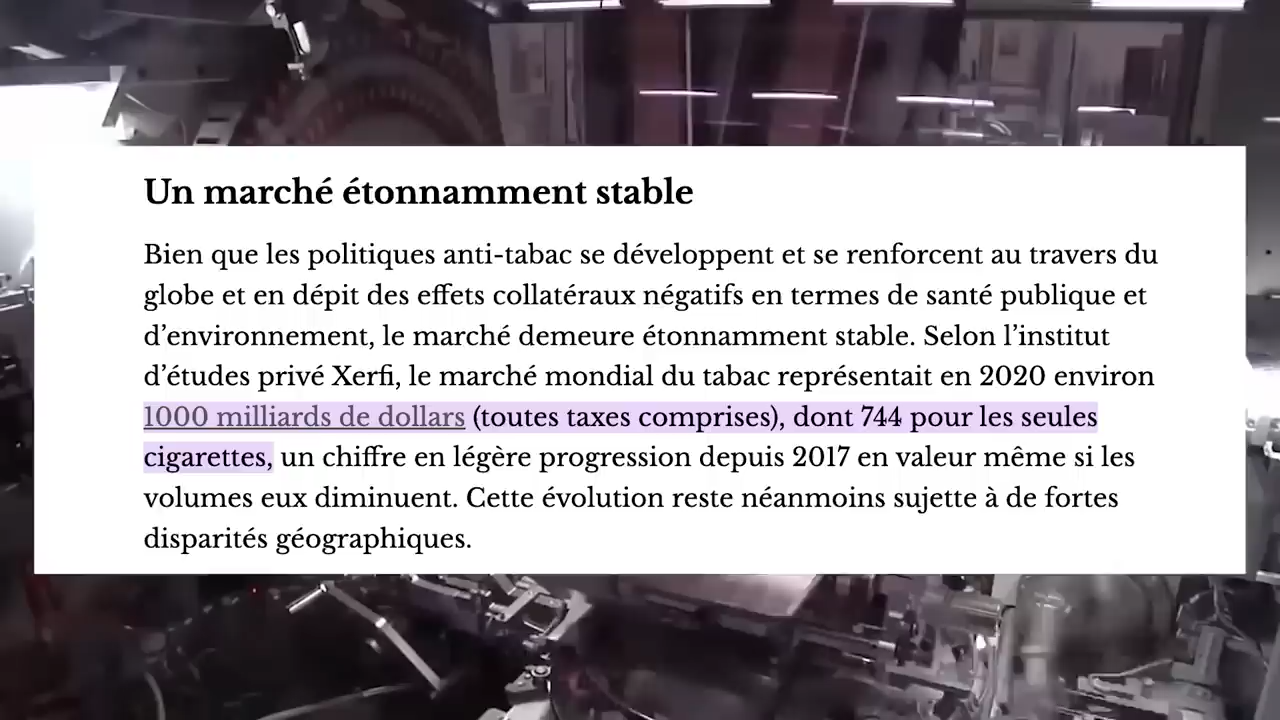 Un marché étonnamment stable
Bien que les politiques anti-tabac se développent et se renforcent au travers du
globe et en dépit des effets collatéraux négatifs en termes de santé publique et
d’environnement, le marché demeure étonnamment stable. Selon l’institut
d’études privé Xerfi, le marché mondial du tabac représentait en 2020 environ
1000 milliards de dollars (toutes taxes comprises), dont 744 pour les seules
cigarettes, un chiffre en légère progression depuis 2017 en valeur même si les
volumes eux diminuent. Cette évolution reste néanmoins sujette à de fortes
disparités géographiques.